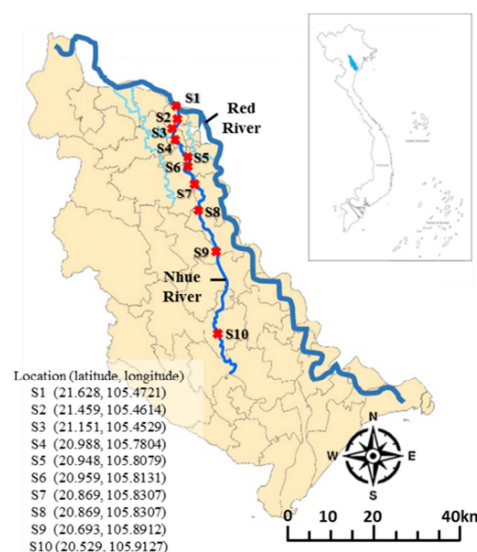 S1
Red
River
S2
S3
S4
S5
S6
S7
S8
S9
Nhue
River
S10
Location (latitude, longitude)
S1 (21.628, 105.4721)
S2 (21.459, 105.4614)
S3 (21.151, 105.4529)
S4 (20.988, 105.7804)
S5 (20.948, 105.8079)
S6 (20.959, 105.8131)
S7 (20.869, 105.8307)
S8 (20.869, 105.8307)
S9 (20.693, 105.8912)
S10 (20.529, 105.9127)
N
W E
S
0 10 20 40km